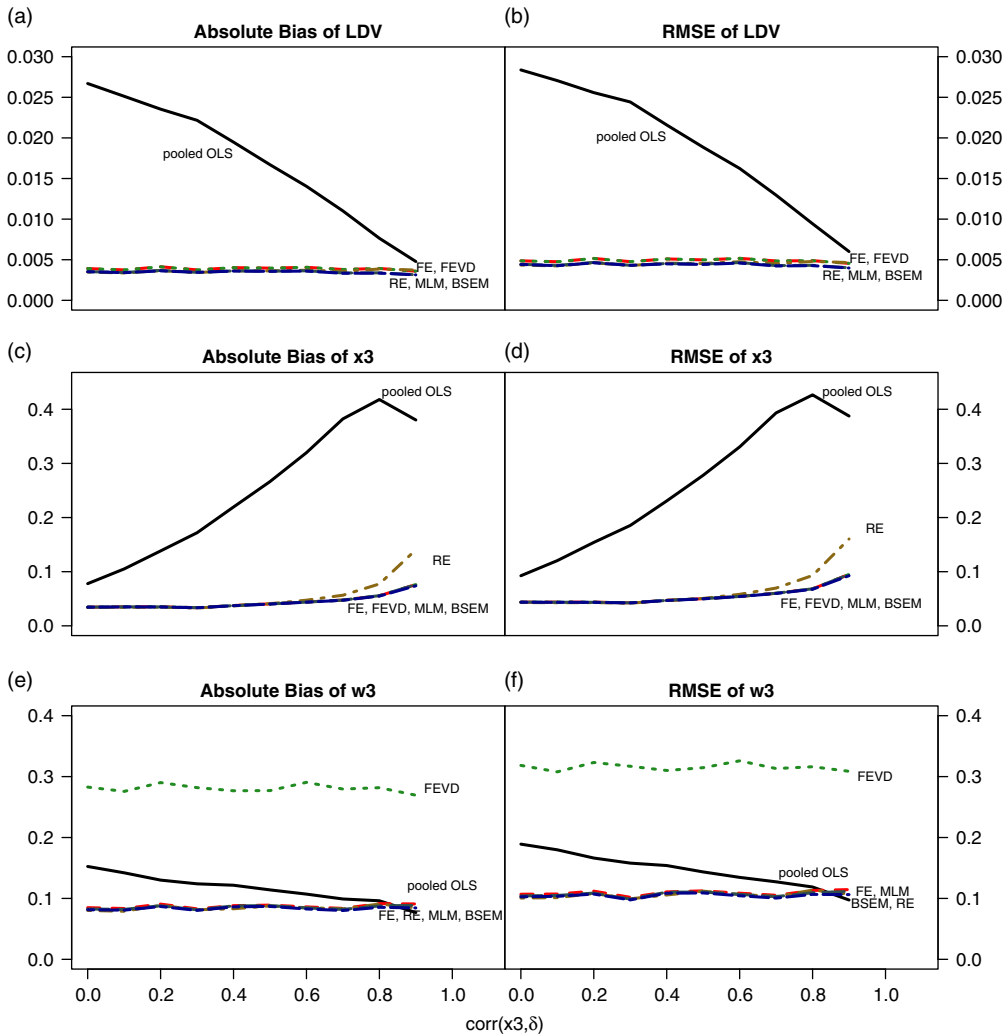 (a)
Absolute Bias of LDV
(b)
RMSE of LDV
0.030
0.025
0.020
0.015
0.010
0.005
0.000
pooled OLS
FE, FEVD
RE, MLM, BSEM
pooled OLS
FE, FEVD
RE, MLM, BSEM
0.030
0.025
0.020
0.015
0.010
0.005
0.000
(c)
Absolute Bias of x3
(d)
RMSE of x3
0.4
0.3
0.2
0.1
0.0
pooled OLS
RE
FE, FEVD, MLM, BSEM
pooled OLS
RE
FE, FEVD, MLM, BSEM
0.4
0.3
0.2
0.1
0.0
(e)
Absolute Bias of w3
(f)
RMSE of w3
0.4
0.3
0.2
0.1
0.0
FEVD
pooled OLS
FE, RE, MLM, BSEM
FEVD
pooled OLS
FE, MLM
BSEM, RE
0.4
0.3
0.2
0.1
0.0
0.0 0.2 0.4 0.6 0.8 1.0
0.0 0.2 0.4 0.6 0.8 1.0
corr(x3,δ)